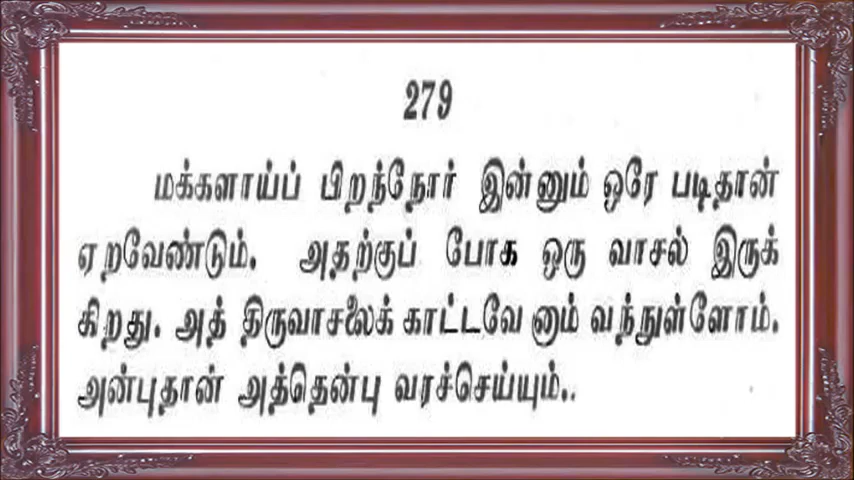 279
மக்களாய்ப் பிறந்நோர் இன்னும் ஒரே படிதான்
ஏறவேண்டும். அதற்குப் போக ஒரு வாசல் இருக்
கிறது. அத் திருவாசலைக் காட்டவே னும் வந்நுள்ளோம்.
அன்புதான் அத்தென்பு வரச்செய்யும்..